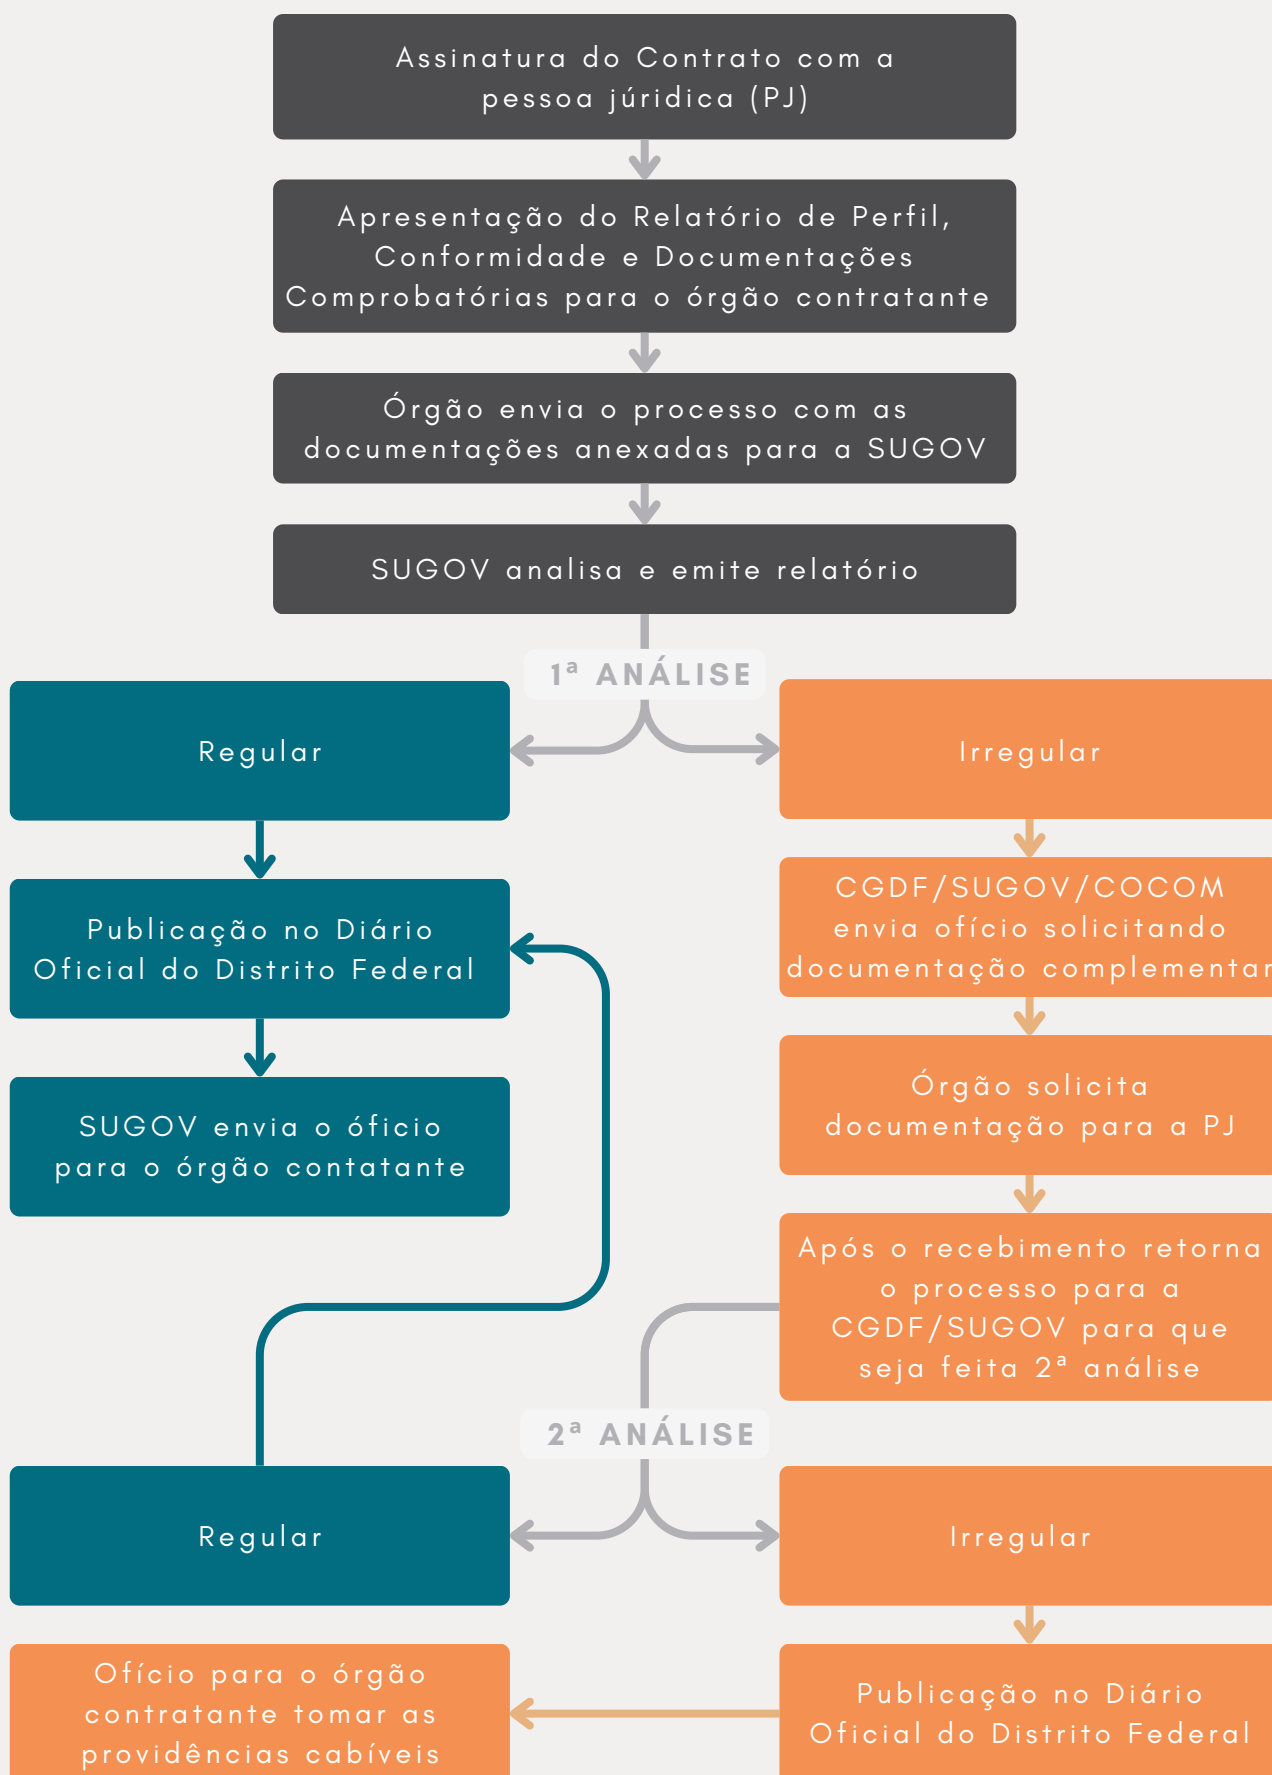 Assinatura do Contrato com a
pessoa júridica (PJ)
Apresentação do Relatório de Perfil,
Conformidade e Documentações
Comprobatórias para o órgão contratante
Órgão envia o processo com as
documentações anexadas para a SUGOV
SUGOV analisa e emite relatório
1ª ANÁLISE
Regular
Irregular
Publicação no Diário
Oficial do Distrito Federal
SUGOV envia o óficio
para o órgão contatante
CGDF/SUGOV/COCOM
envia ofício solicitando
documentação complementar
Órgão solicita
documentação para a PJ
Após o recebimento retorna
o processo para a
CGDF/SUGOV para que
seja feita 2ª análise
2ª ANÁLISE
Regular
Irregular
Publicação no Diário
Oficial do Distrito Federal
Ofício para o órgão
contratante tomar as
providências cabíveis